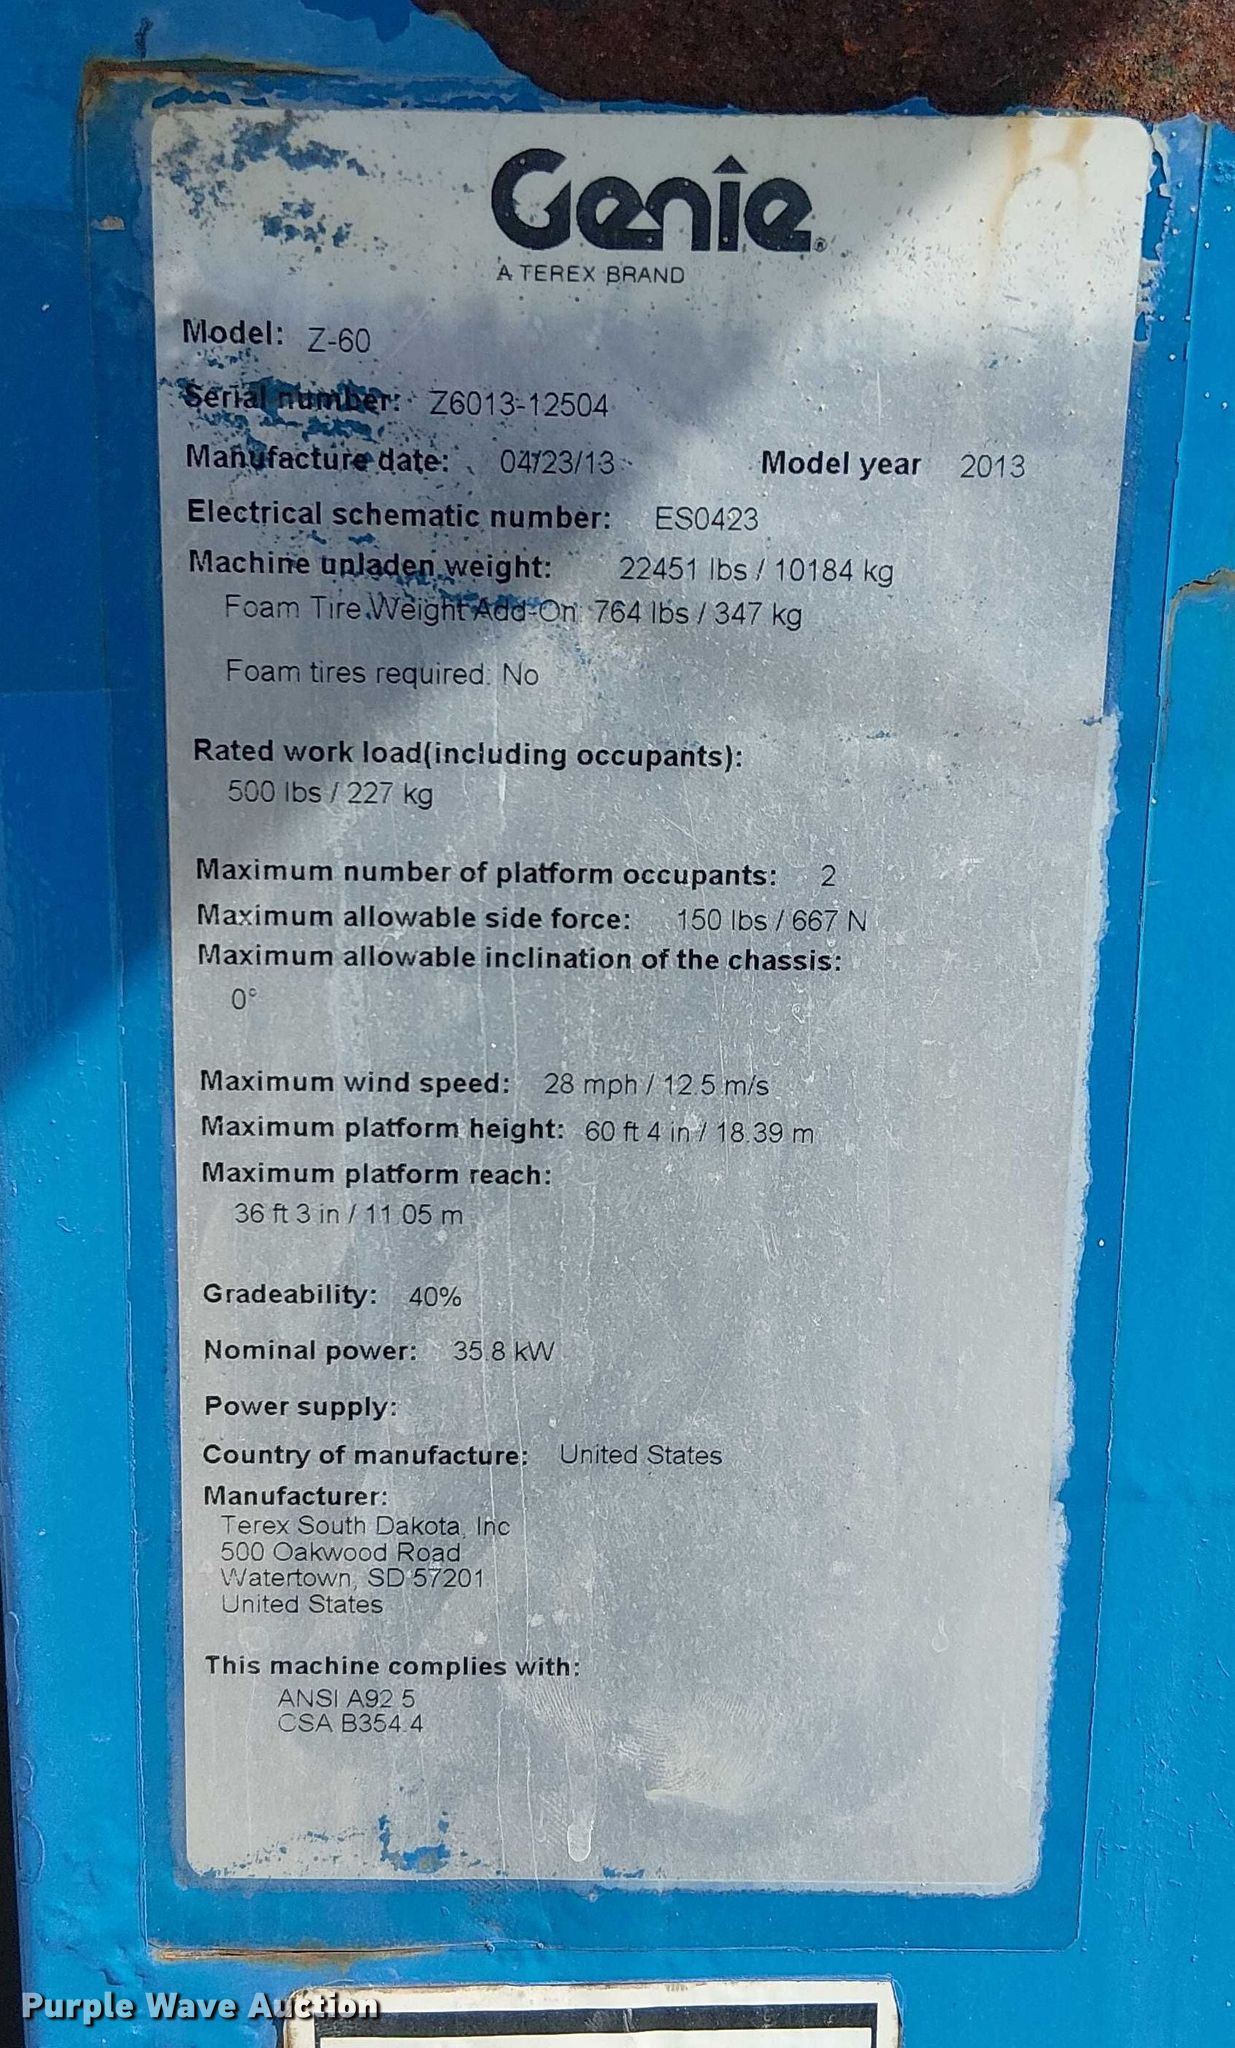 Genie®
A TEREX BRAND
Model: Z-60
Serial number: Z6013-12504
Manufacture date: 04/23/13 Model year 2013
Electrical schematic number: ES0423
Machine unladen weight: 22451 lbs / 10184 kg
Foam Tire Weight Add-On: 764 lbs / 347 kg
Foam tires required: No
Rated work load(including occupants):
500 lbs / 227 kg
Maximum number of platform occupants: 2
Maximum allowable side force: 150 lbs / 667 N
Maximum allowable inclination of the chassis:
0°
Maximum wind speed: 28 mph / 12.5 m/s
Maximum platform height: 60 ft 4 in / 18.39 m
Maximum platform reach:
36 ft 3 in / 11.05 m
Gradeability: 40%
Nominal power: 35.8 kW
Power supply:
Country of manufacture: United States
Manufacturer:
Terex South Dakota, Inc
500 Oakwood Road
Watertown, SD 57201
United States
This machine complies with:
ANSI A92.5
CSA B354.4
Purple Wave Auction